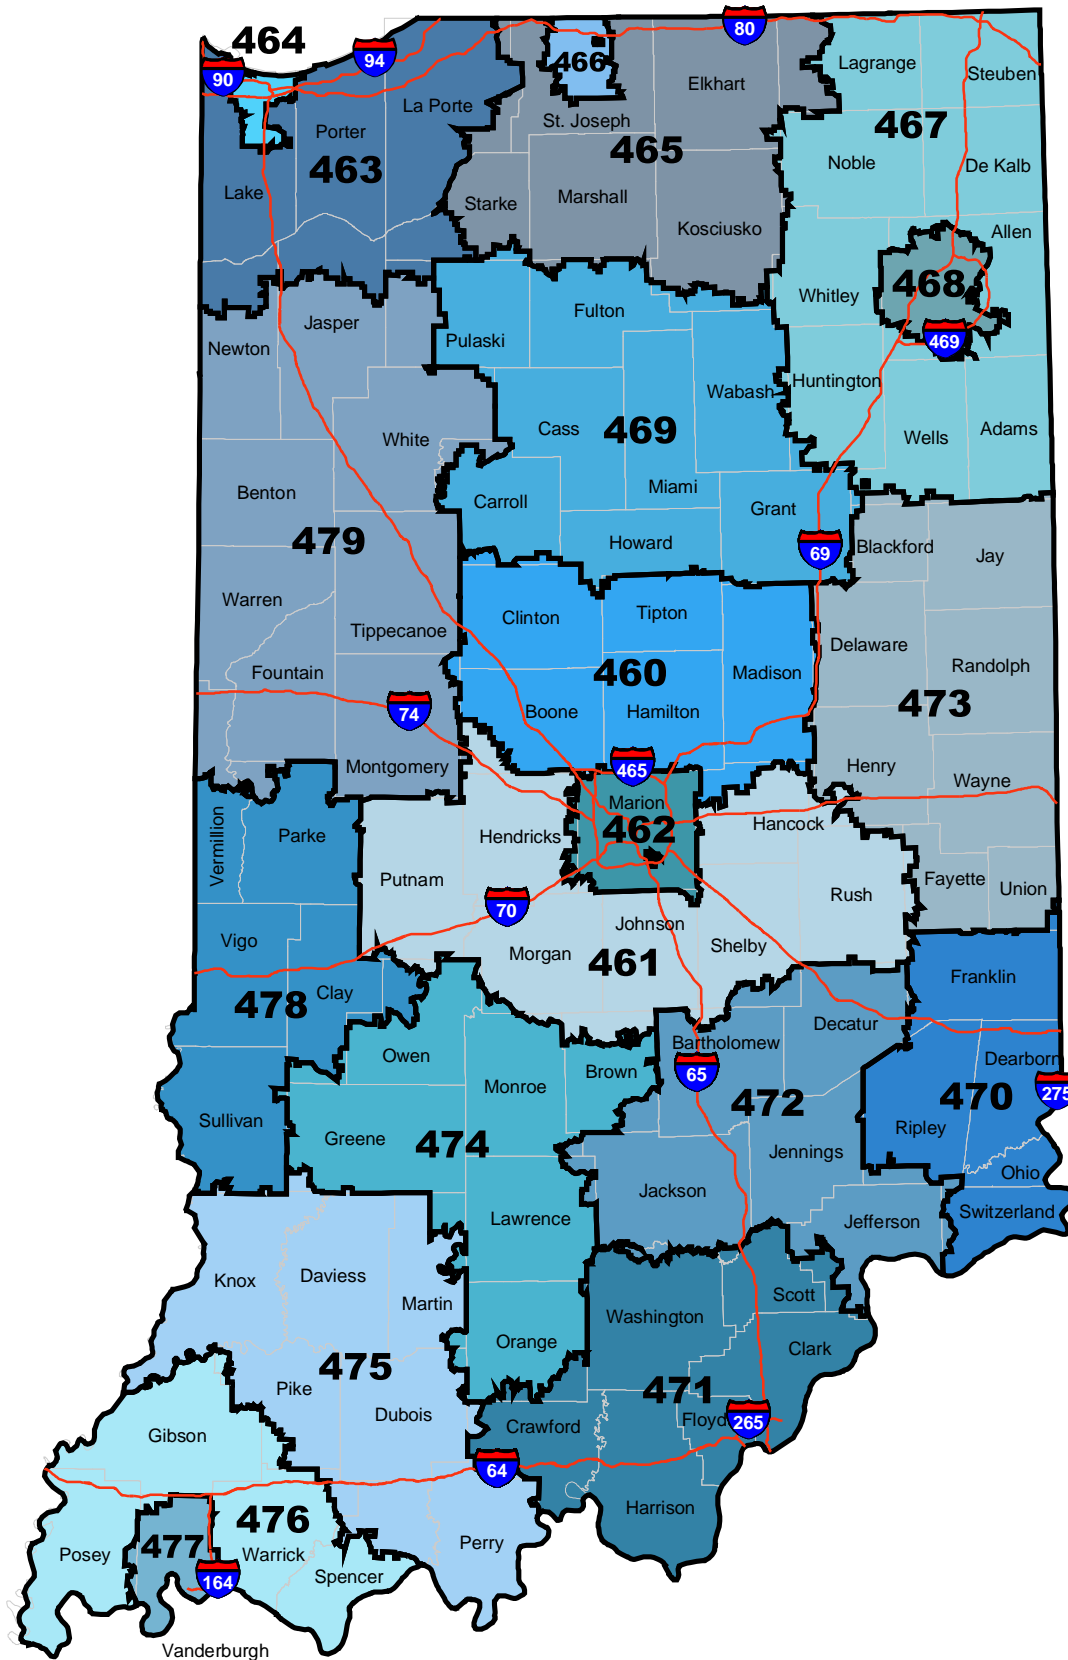 464
80
94
90
466
Lagrange
Steuben
Elkhart
La Porte
St. Joseph
467
Porter
465
463
Noble
De Kalb
Lake
Marshall
Starke
Kosciusko
Allen
468
Whitley
Fulton
Jasper
469
Pulaski
Newton
Huntington
Wabash
White
Cass
469
Wells
Adams
Benton
Miami
Carroll
Grant
479
Howard
69
Blackford
Jay
Warren
Clinton
Tipton
Tippecanoe
Delaware
Randolph
Fountain
460
Madison
473
74
Boone
Hamilton
Montgomery
465
Henry
Wayne
Marion
Vermillion
Parke
Hendricks
462
Hancock
Putnam
Fayette
Union
Rush
70
Johnson
Vigo
Morgan
461
Shelby
Franklin
478
Clay
Decatur
Owen
Bartholomew
Dearborn
Monroe
Brown
65
275
472
470
Sullivan
Greene
474
Ripley
Jennings
Ohio
Jackson
Lawrence
Jefferson
Switzerland
Knox
Daviess
Martin
Scott
Washington
Orange
Clark
475
Pike
471
Dubois
Floyd
265
Gibson
Crawford
64
476
Harrison
477
Posey
Warrick
Perry
164
Spencer
Vanderburgh